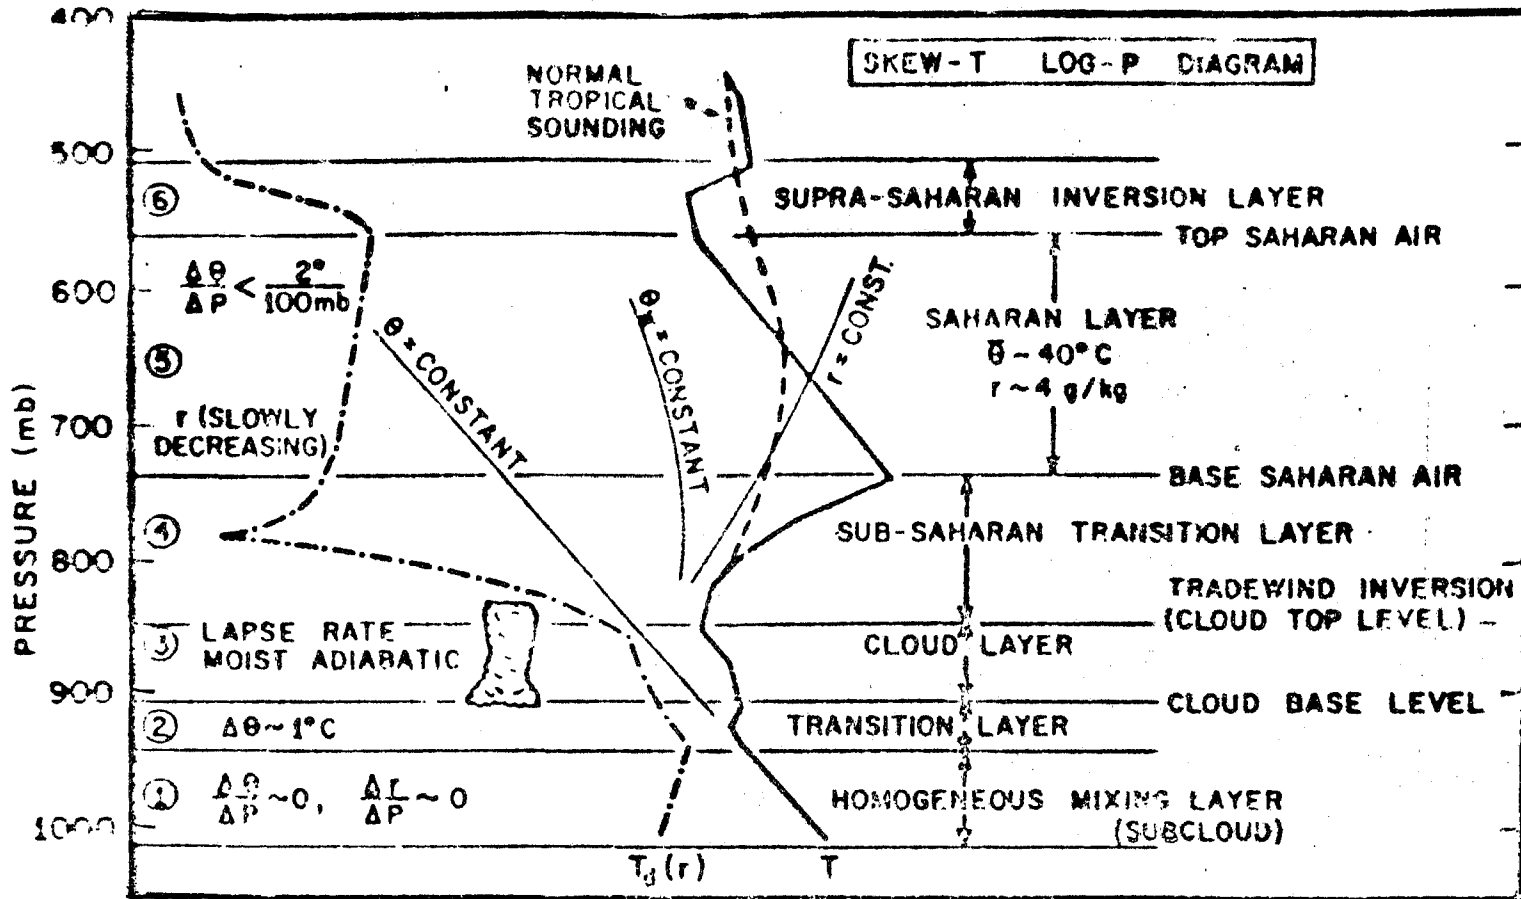 SKEW-T LOG-P DIAGRAM
NORMAL
TROPICAL
SOUNDING
400
500
600
700
800
900
1000
PRESSURE (mb)
⑥
SUPRA-SAHARAN INVERSION LAYER
TOP SAHARAN AIR
Δθ/ΔP < 2°/100mb
θ = CONSTANT
θ = CONSTANT
r = CONST.
SAHARAN LAYER
θ̄ ~ 40°C
r ~ 4 g/kg
⑤
r (SLOWLY
DECREASING)
BASE SAHARAN AIR
④
SUB-SAHARAN TRANSITION LAYER
TRADEWIND INVERSION
(CLOUD TOP LEVEL)
③
LAPSE RATE
MOIST ADIABATIC
CLOUD LAYER
CLOUD BASE LEVEL
② Δθ ~ 1°C
TRANSITION LAYER
① Δθ/ΔP ~ 0, Δr/ΔP ~ 0
HOMOGENEOUS MIXING LAYER
(SUBCLOUD)
Td (r)
T